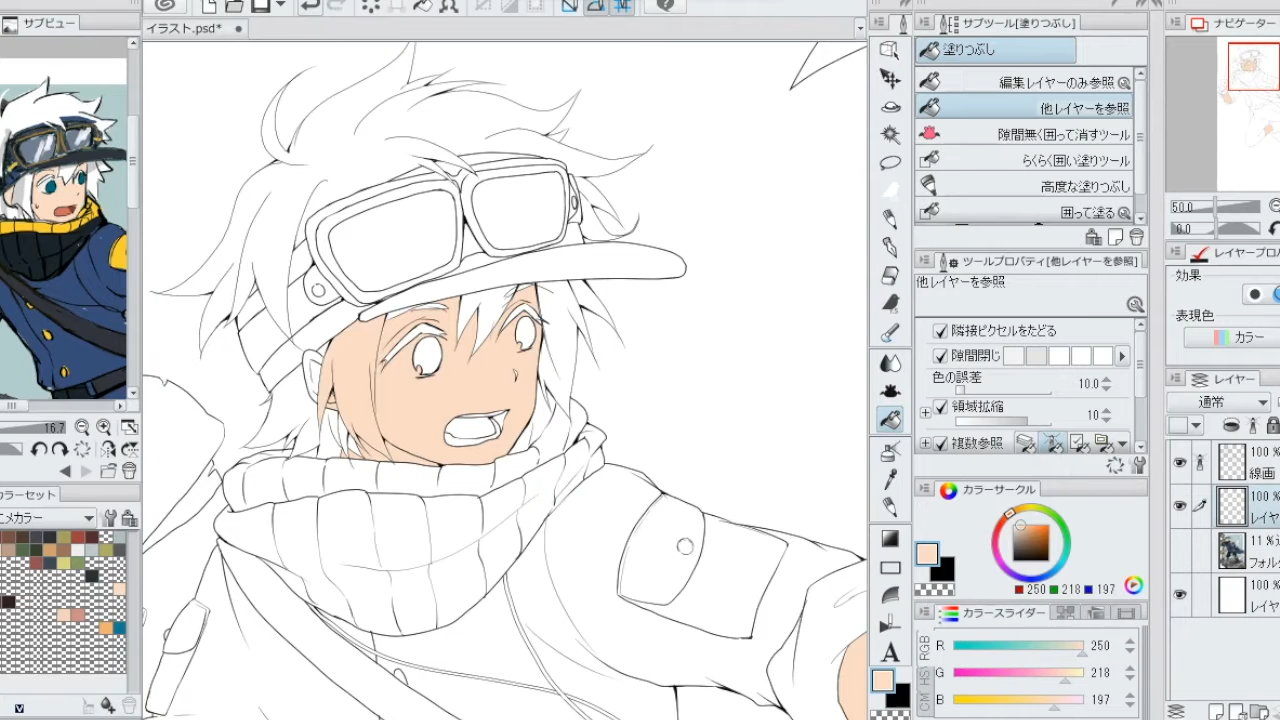 サブビュー
イラスト.psd*
サブツール[塗りつぶし]
ナビゲーター
塗りつぶし
編集レイヤーのみ参照
他レイヤーを参照
隙間無く囲って消すツール
らくらく囲い塗りツール
高度な塗りつぶし
囲って塗る
50.0
0.0
ツールプロパティ[他レイヤーを参照]
レイヤープロ
他レイヤーを参照
効果
隣接ピクセルをたどる
表現色
隙間閉じ
カラー
色の誤差 10.0
レイヤー
領域拡縮 10
通常
複数参照
16.7
100 %
線画
カラーサークル
ラーセット
100 %
レイヤ
ニメカラー
11 %
フォル
100 %
レイヤ
250 218 197
カラースライダー
RGB
R 250
G 218
B 197
A